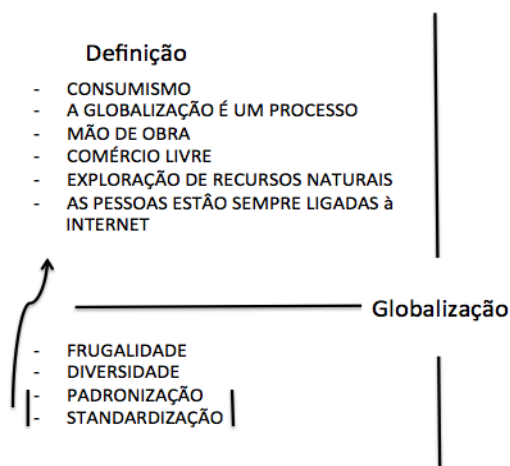 Definição
- CONSUMISMO
- A GLOBALIZAÇÃO É UM PROCESSO
- MÃO DE OBRA
- COMÉRCIO LIVRE
- EXPLORAÇÃO DE RECURSOS NATURAIS
- AS PESSOAS ESTÂO SEMPRE LIGADAS à
INTERNET
Globalização
- FRUGALIDADE
- DIVERSIDADE
- PADRONIZAÇÃO
- STANDARDIZAÇÃO